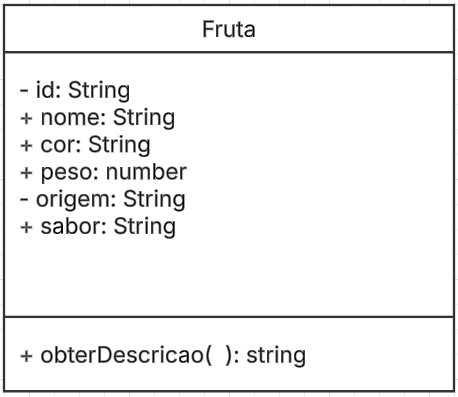 Fruta
- id: String
+ nome: String
+ cor: String
+ peso: number
- origem: String
+ sabor: String
+ obterDescricao(  ): string